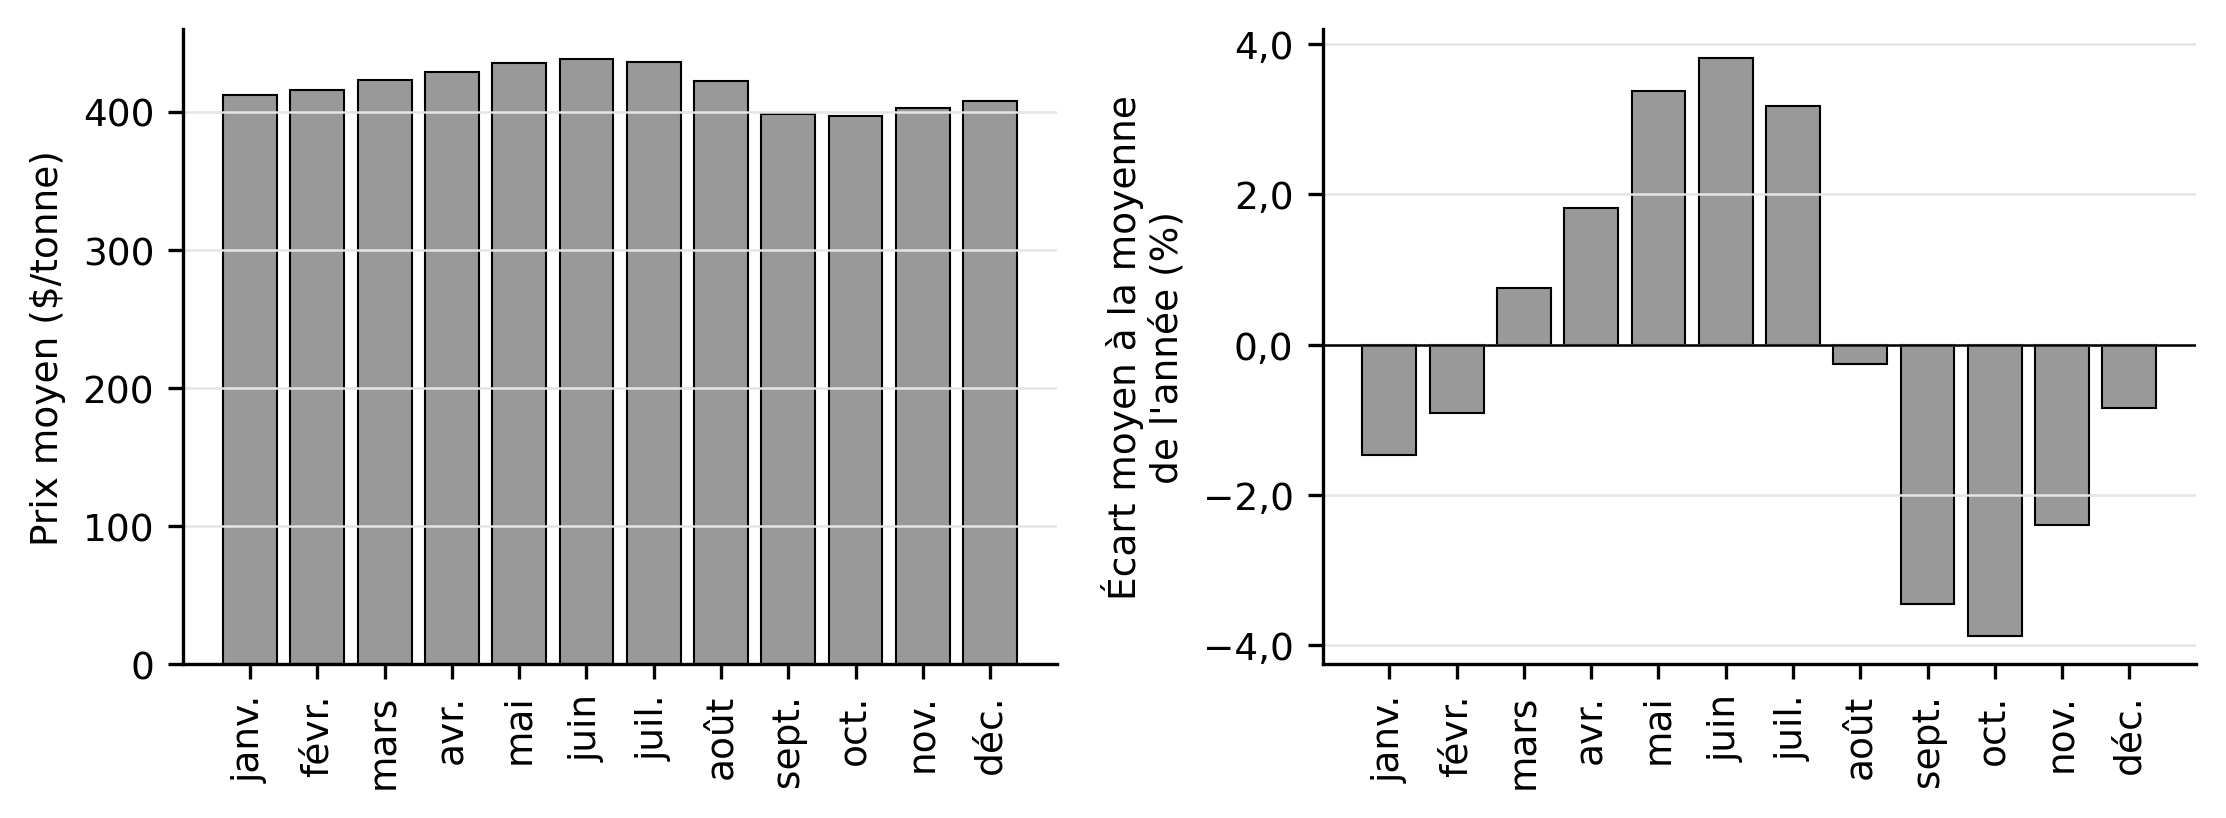 Prix moyen ($/tonne)
400
300
200
100
0
janv.
févr.
mars
avr.
mai
juin
juil.
août
sept.
oct.
nov.
déc.
Écart moyen à la moyenne
de l'année (%)
4,0
2,0
0,0
−2,0
−4,0
janv.
févr.
mars
avr.
mai
juin
juil.
août
sept.
oct.
nov.
déc.